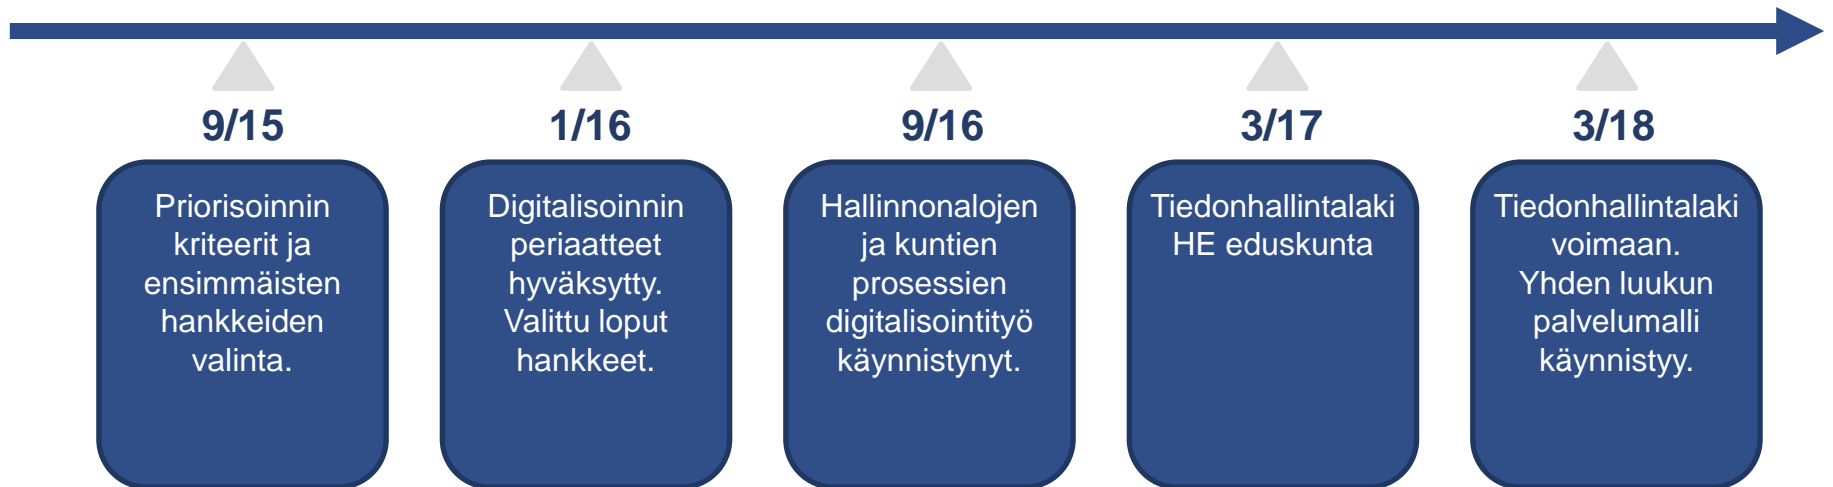 9/15
Priorisoinnin
kriteerit ja
ensimmäisten
hankkeiden
valinta.
1/16
Digitalisoinnin
periaatteet
hyväksytty.
Valittu loput
hankkeet.
9/16
Hallinnonalojen
ja kuntien
prosessien
digitalisointityö
käynnistynyt.
3/17
Tiedonhallintalaki
HE eduskunta
3/18
Tiedonhallintalaki
voimaan.
Yhden luukun
palvelumalli
käynnistyy.